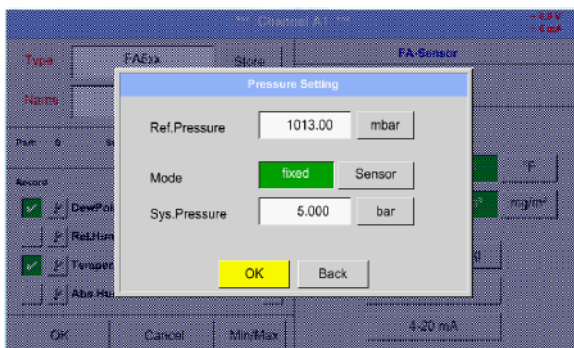 *** Channel A1 ***
Type FA5xx Store FA-Sensor
Name
Pressure Setting
Ref.Pressure 1013.00 mbar
Mode fixed Sensor
Sys.Pressure 5.000 bar
OK Back
Record
DewPoi
°F
Rel.Hum
mg/m³
Temper
g
Abs.Hu
OK Cancel Min/Max 4-20 mA